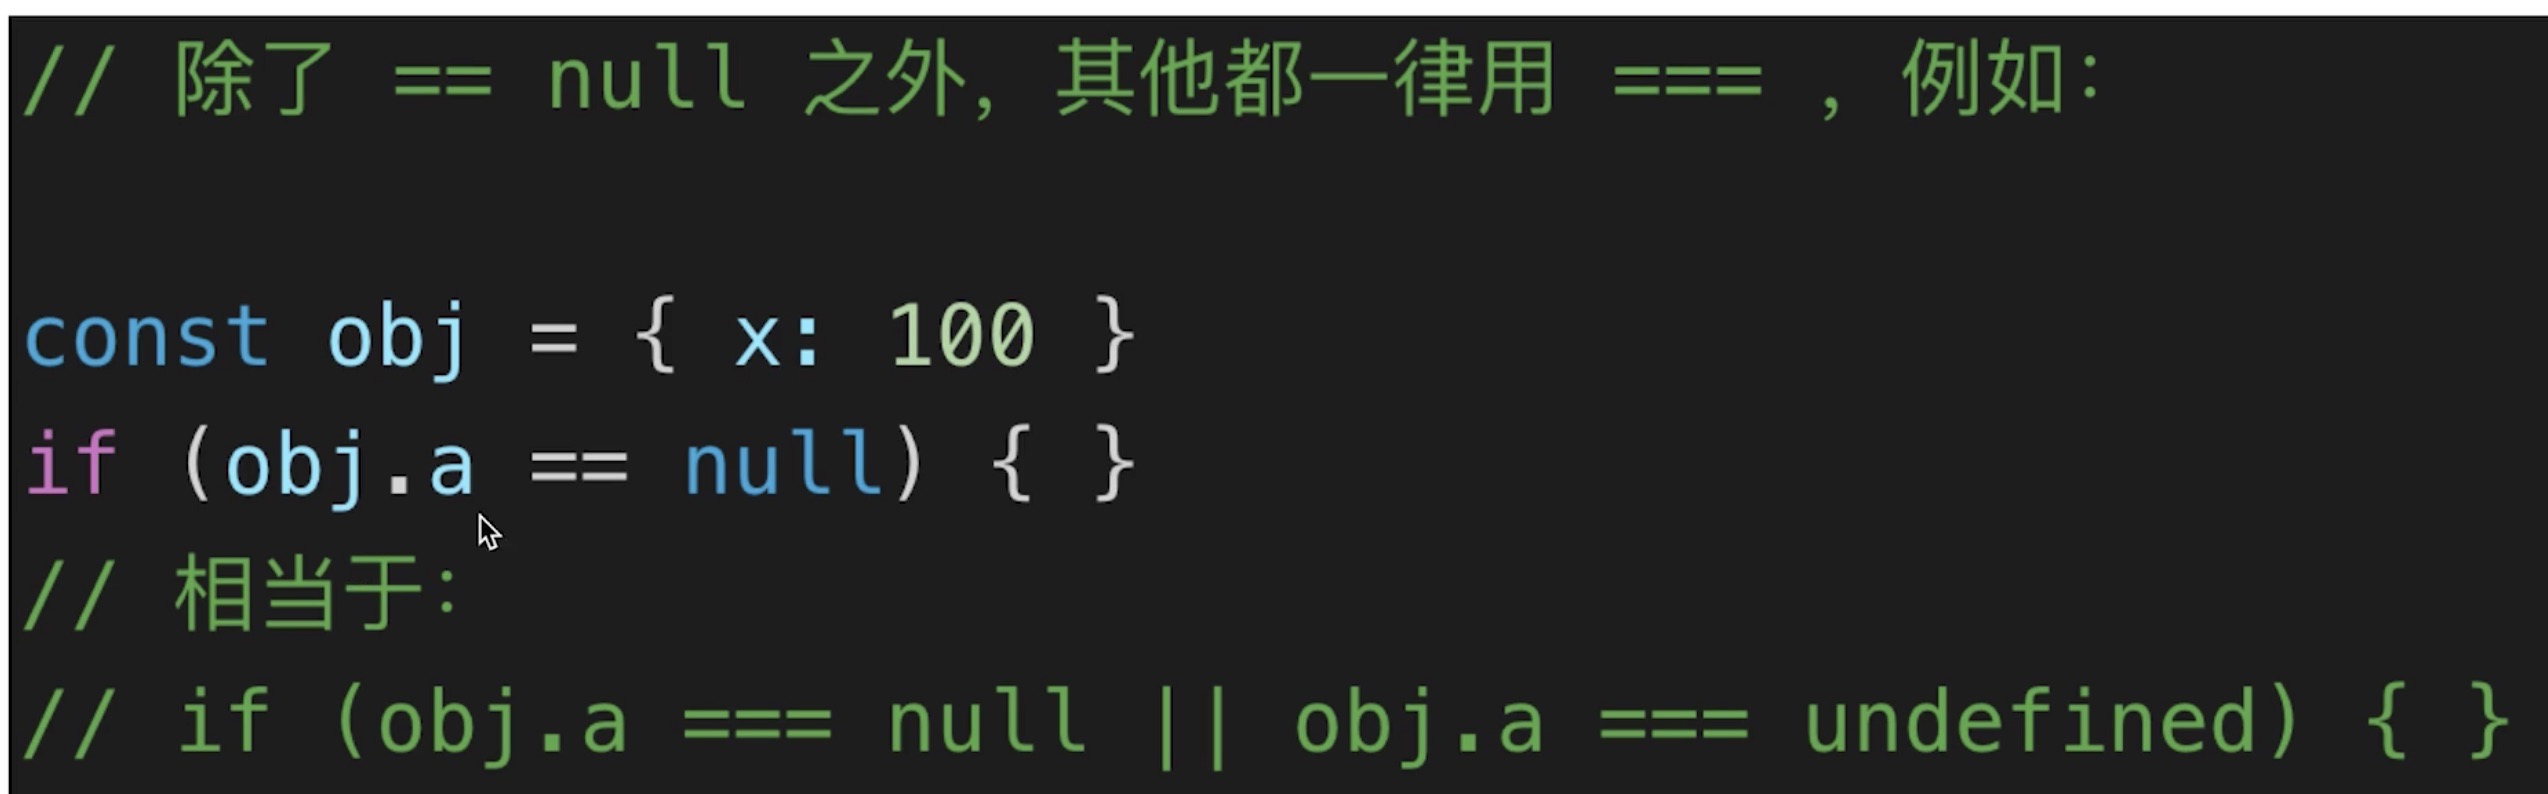 // 除了 == null 之外，其他都一律用 === ，例如：
const obj = { x: 100 }
if (obj.a == null) { }
// 相当于：
// if (obj.a === null || obj.a === undefined) { }